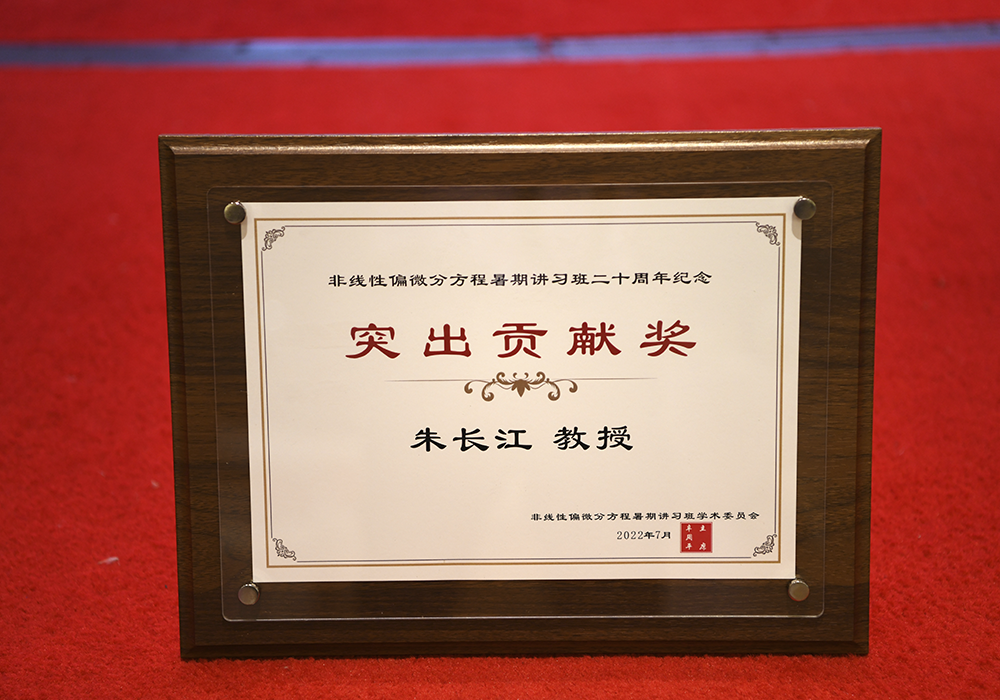 非线性偏微分方程暑期讲习班二十周年纪念
突出贡献奖
朱长江 教授
非线性偏微分方程暑期讲习班学术委员会
2022年7月